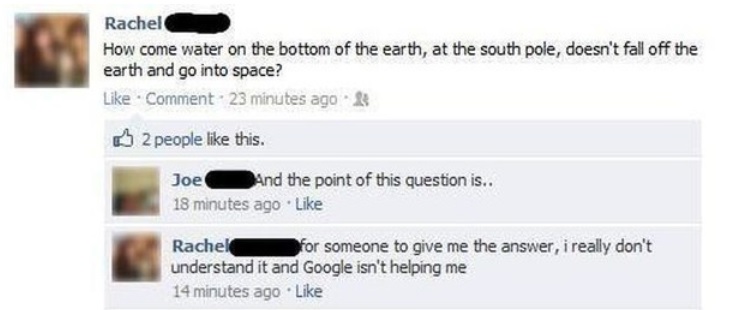 Rachel
How come water on the bottom of the earth, at the south pole, doesn't fall off the
earth and go into space?
Like · Comment · 23 minutes ago ·
2 people like this.
Joe And the point of this question is..
18 minutes ago · Like
Rachel for someone to give me the answer, i really don't
understand it and Google isn't helping me
14 minutes ago · Like